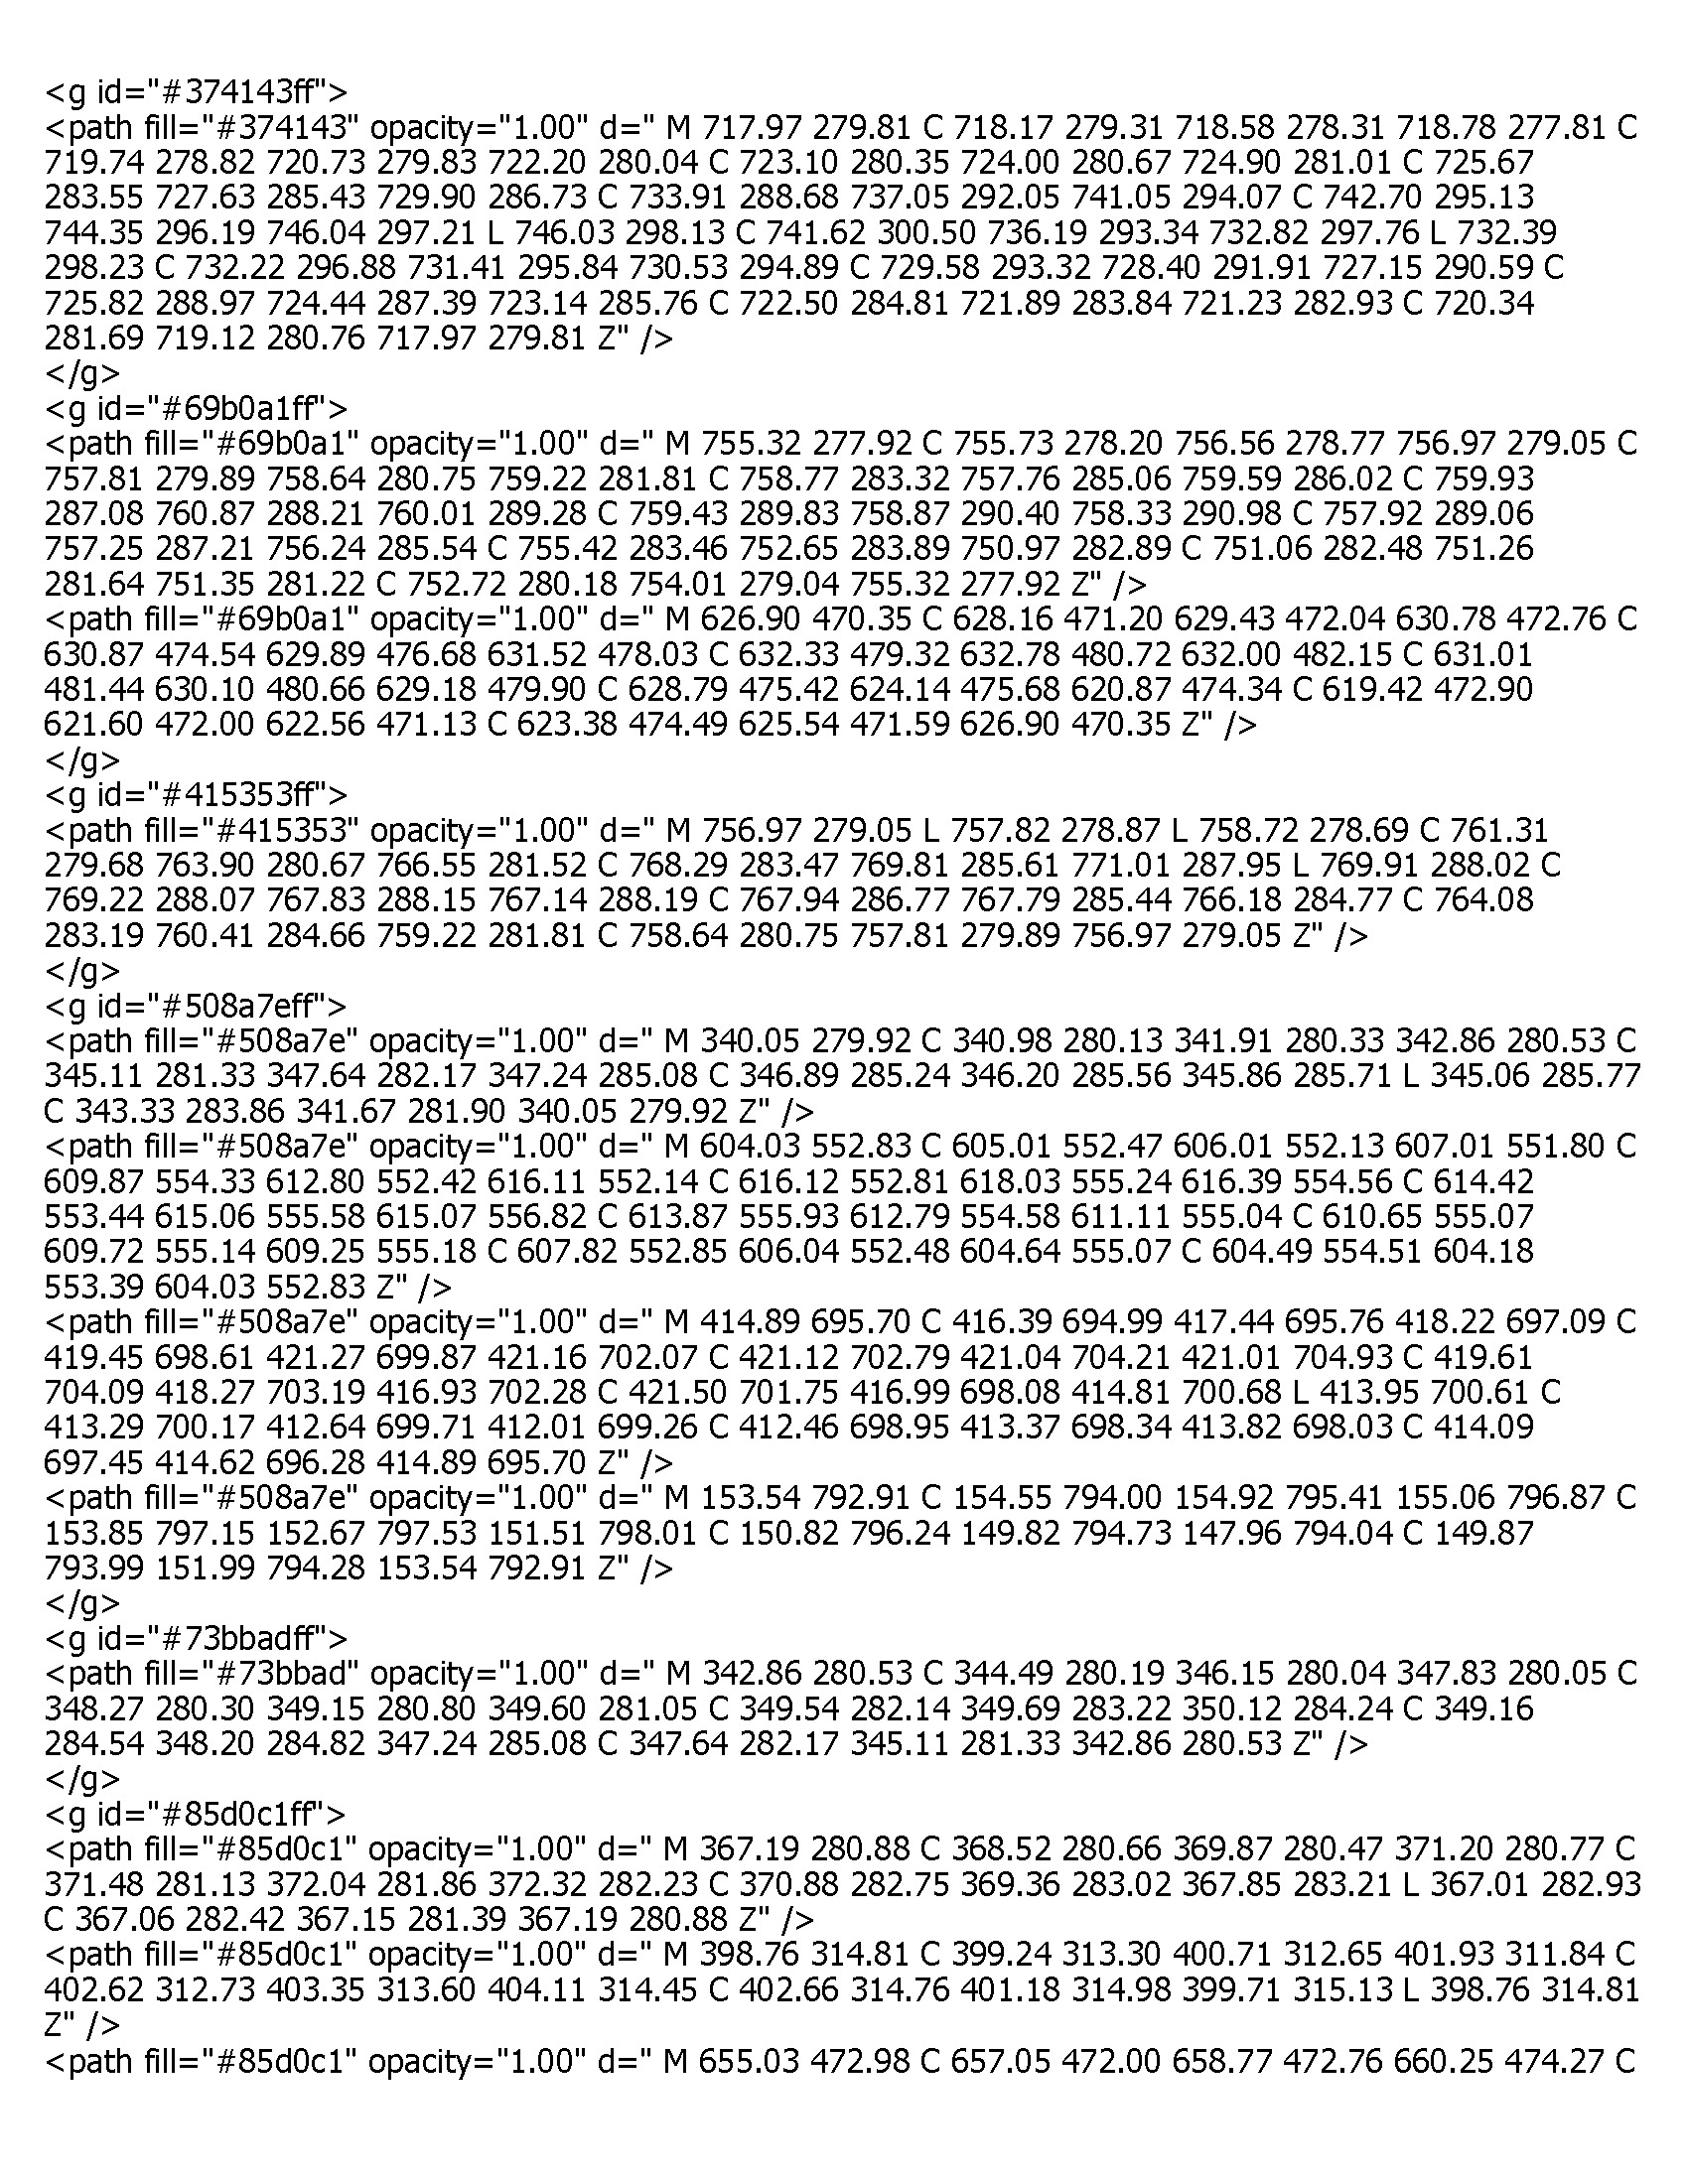 <g id="#374143ff">
<path fill="#374143" opacity="1.00" d=" M 717.97 279.81 C 718.17 279.31 718.58 278.31 718.78 277.81 C
719.74 278.82 720.73 279.83 722.20 280.04 C 723.10 280.35 724.00 280.67 724.90 281.01 C 725.67
283.55 727.63 285.43 729.90 286.73 C 733.91 288.68 737.05 292.05 741.05 294.07 C 742.70 295.13
744.35 296.19 746.04 297.21 L 746.03 298.13 C 741.62 300.50 736.19 293.34 732.82 297.76 L 732.39
298.23 C 732.22 296.88 731.41 295.84 730.53 294.89 C 729.58 293.32 728.40 291.91 727.15 290.59 C
725.82 288.97 724.44 287.39 723.14 285.76 C 722.50 284.81 721.89 283.84 721.23 282.93 C 720.34
281.69 719.12 280.76 717.97 279.81 Z" />
</g>
<g id="#69b0a1ff">
<path fill="#69b0a1" opacity="1.00" d=" M 755.32 277.92 C 755.73 278.20 756.56 278.77 756.97 279.05 C
757.81 279.89 758.64 280.75 759.22 281.81 C 758.77 283.32 757.76 285.06 759.59 286.02 C 759.93
287.08 760.87 288.21 760.01 289.28 C 759.43 289.83 758.87 290.40 758.33 290.98 C 757.92 289.06
757.25 287.21 756.24 285.54 C 755.42 283.46 752.65 283.89 750.97 282.89 C 751.06 282.48 751.26
281.64 751.35 281.22 C 752.72 280.18 754.01 279.04 755.32 277.92 Z" />
<path fill="#69b0a1" opacity="1.00" d=" M 626.90 470.35 C 628.16 471.20 629.43 472.04 630.78 472.76 C
630.87 474.54 629.89 476.68 631.52 478.03 C 632.33 479.32 632.78 480.72 632.00 482.15 C 631.01
481.44 630.10 480.66 629.18 479.90 C 628.79 475.42 624.14 475.68 620.87 474.34 C 619.42 472.90
621.60 472.00 622.56 471.13 C 623.38 474.49 625.54 471.59 626.90 470.35 Z" />
</g>
<g id="#415353ff">
<path fill="#415353" opacity="1.00" d=" M 756.97 279.05 L 757.82 278.87 L 758.72 278.69 C 761.31
279.68 763.90 280.67 766.55 281.52 C 768.29 283.47 769.81 285.61 771.01 287.95 L 769.91 288.02 C
769.22 288.07 767.83 288.15 767.14 288.19 C 767.94 286.77 767.79 285.44 766.18 284.77 C 764.08
283.19 760.41 284.66 759.22 281.81 C 758.64 280.75 757.81 279.89 756.97 279.05 Z" />
</g>
<g id="#508a7eff">
<path fill="#508a7e" opacity="1.00" d=" M 340.05 279.92 C 340.98 280.13 341.91 280.33 342.86 280.53 C
345.11 281.33 347.64 282.17 347.24 285.08 C 346.89 285.24 346.20 285.56 345.86 285.71 L 345.06 285.77
C 343.33 283.86 341.67 281.90 340.05 279.92 Z" />
<path fill="#508a7e" opacity="1.00" d=" M 604.03 552.83 C 605.01 552.47 606.01 552.13 607.01 551.80 C
609.87 554.33 612.80 552.42 616.11 552.14 C 616.12 552.81 618.03 555.24 616.39 554.56 C 614.42
553.44 615.06 555.58 615.07 556.82 C 613.87 555.93 612.79 554.58 611.11 555.04 C 610.65 555.07
609.72 555.14 609.25 555.18 C 607.82 552.85 606.04 552.48 604.64 555.07 C 604.49 554.51 604.18
553.39 604.03 552.83 Z" />
<path fill="#508a7e" opacity="1.00" d=" M 414.89 695.70 C 416.39 694.99 417.44 695.76 418.22 697.09 C
419.45 698.61 421.27 699.87 421.16 702.07 C 421.12 702.79 421.04 704.21 421.01 704.93 C 419.61
704.09 418.27 703.19 416.93 702.28 C 421.50 701.75 416.99 698.08 414.81 700.68 L 413.95 700.61 C
413.29 700.17 412.64 699.71 412.01 699.26 C 412.46 698.95 413.37 698.34 413.82 698.03 C 414.09
697.45 414.62 696.28 414.89 695.70 Z" />
<path fill="#508a7e" opacity="1.00" d=" M 153.54 792.91 C 154.55 794.00 154.92 795.41 155.06 796.87 C
153.85 797.15 152.67 797.53 151.51 798.01 C 150.82 796.24 149.82 794.73 147.96 794.04 C 149.87
793.99 151.99 794.28 153.54 792.91 Z" />
</g>
<g id="#73bbadff">
<path fill="#73bbad" opacity="1.00" d=" M 342.86 280.53 C 344.49 280.19 346.15 280.04 347.83 280.05 C
348.27 280.30 349.15 280.80 349.60 281.05 C 349.54 282.14 349.69 283.22 350.12 284.24 C 349.16
284.54 348.20 284.82 347.24 285.08 C 347.64 282.17 345.11 281.33 342.86 280.53 Z" />
</g>
<g id="#85d0c1ff">
<path fill="#85d0c1" opacity="1.00" d=" M 367.19 280.88 C 368.52 280.66 369.87 280.47 371.20 280.77 C
371.48 281.13 372.04 281.86 372.32 282.23 C 370.88 282.75 369.36 283.02 367.85 283.21 L 367.01 282.93
C 367.06 282.42 367.15 281.39 367.19 280.88 Z" />
<path fill="#85d0c1" opacity="1.00" d=" M 398.76 314.81 C 399.24 313.30 400.71 312.65 401.93 311.84 C
402.62 312.73 403.35 313.60 404.11 314.45 C 402.66 314.76 401.18 314.98 399.71 315.13 L 398.76 314.81
Z" />
<path fill="#85d0c1" opacity="1.00" d=" M 655.03 472.98 C 657.05 472.00 658.77 472.76 660.25 474.27 C